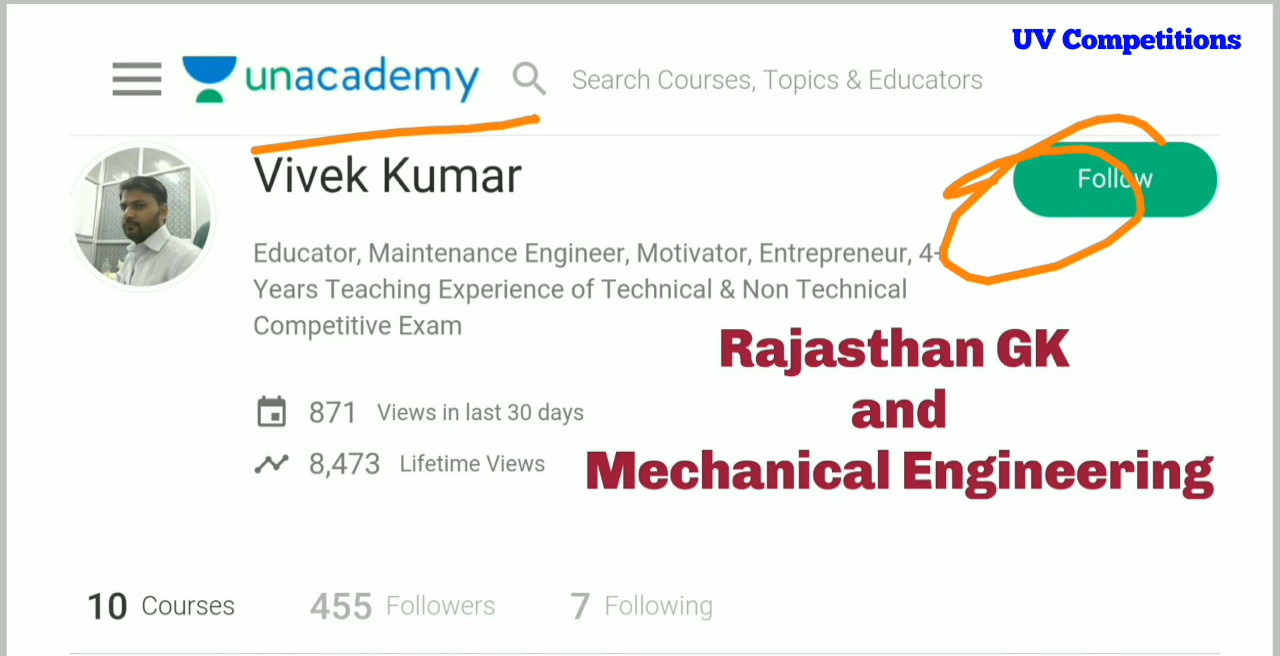 UV Competitions
unacademy
Search Courses, Topics & Educators
Vivek Kumar
Follow
Educator, Maintenance Engineer, Motivator, Entrepreneur, 4+
Years Teaching Experience of Technical & Non Technical
Competitive Exam
Rajasthan GK
and
Mechanical Engineering
871 Views in last 30 days
8,473 Lifetime Views
10 Courses 455 Followers 7 Following